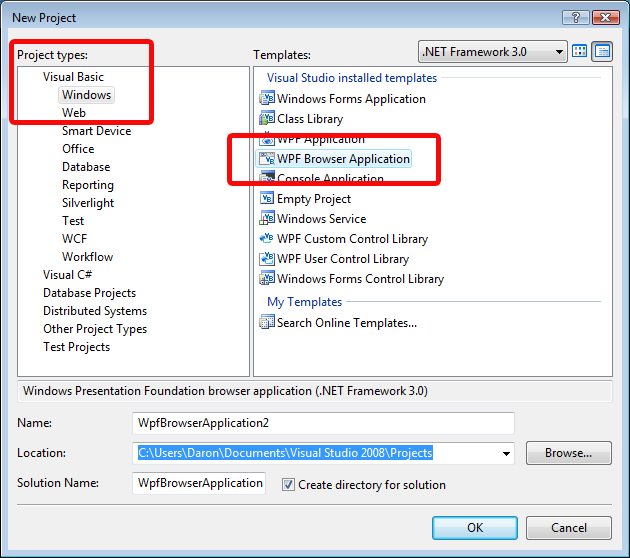 New Project
Project types:
Templates:
.NET Framework 3.0
Visual Basic
Windows
Web
Smart Device
Office
Database
Reporting
Silverlight
Test
WCF
Workflow
Visual C#
Database Projects
Distributed Systems
Other Project Types
Test Projects
Visual Studio installed templates
Windows Forms Application
Class Library
WPF Application
WPF Browser Application
Console Application
Empty Project
Windows Service
WPF Custom Control Library
WPF User Control Library
Windows Forms Control Library
My Templates
Search Online Templates...
Windows Presentation Foundation browser application (.NET Framework 3.0)
Name:
WpfBrowserApplication2
Location:
C:\Users\Daron\Documents\Visual Studio 2008\Projects
Browse...
Solution Name:
WpfBrowserApplication
Create directory for solution
OK
Cancel